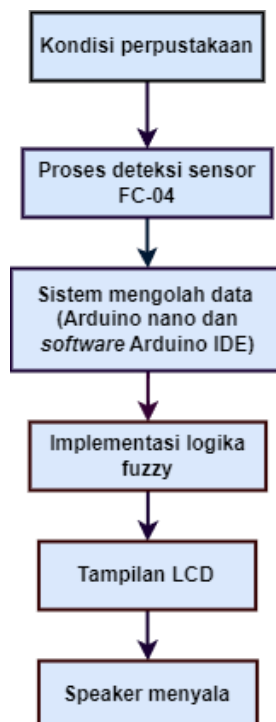 Kondisi perpustakaan
Proses deteksi sensor
FC-04
Sistem mengolah data
(Arduino nano dan
software Arduino IDE)
Implementasi logika
fuzzy
Tampilan LCD
Speaker menyala